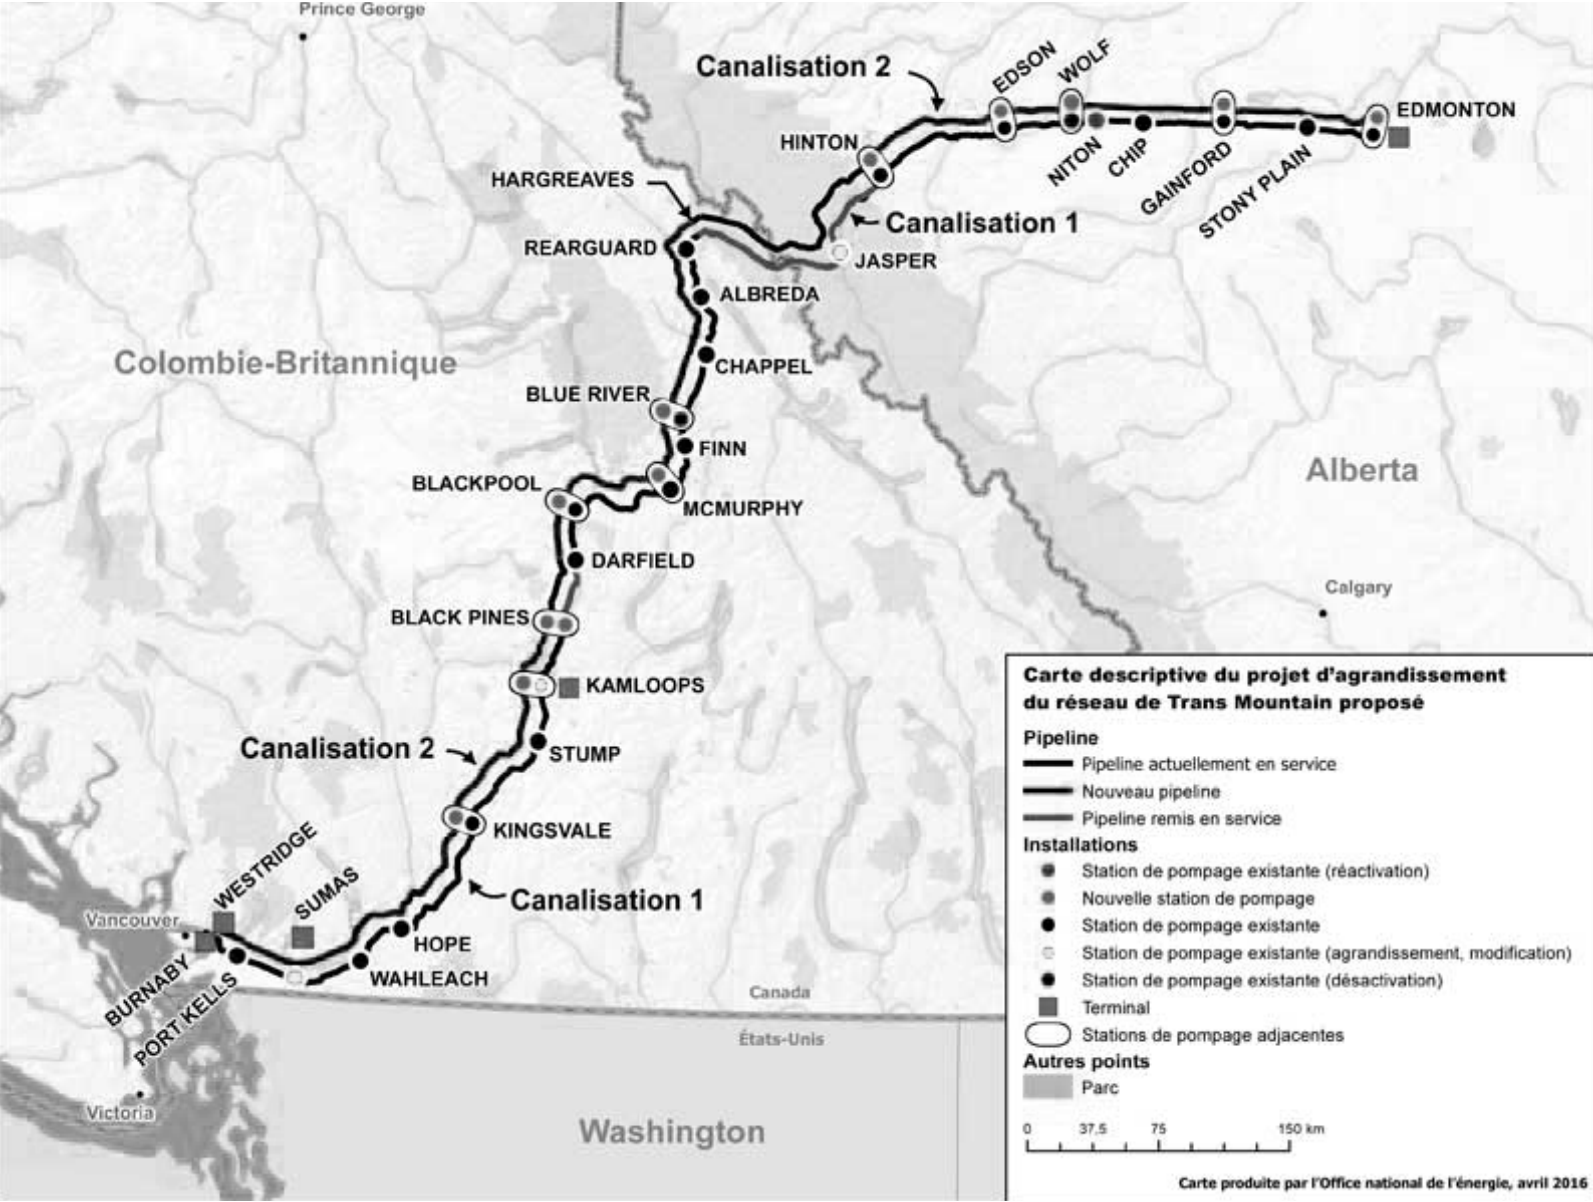 Prince George
Canalisation 2
EDSON
WOLF
EDMONTON
HINTON
NITON
CHIP
GAINFORD
STONY PLAIN
HARGREAVES
Canalisation 1
REARGUARD
JASPER
ALBREDA
Colombie-Britannique
CHAPPEL
BLUE RIVER
FINN
Alberta
BLACKPOOL
MCMURPHY
DARFIELD
Calgary
BLACK PINES
KAMLOOPS
Canalisation 2
STUMP
KINGSVALE
WESTRIDGE
SUMAS
Canalisation 1
Vancouver
HOPE
WAHLEACH
BURNABY
PORT KELLS
Canada
États-Unis
Victoria
Washington
Carte descriptive du projet d'agrandissement
du réseau de Trans Mountain proposé
Pipeline
Pipeline actuellement en service
Nouveau pipeline
Pipeline remis en service
Installations
Station de pompage existante (réactivation)
Nouvelle station de pompage
Station de pompage existante
Station de pompage existante (agrandissement, modification)
Station de pompage existante (désactivation)
Terminal
Stations de pompage adjacentes
Autres points
Parc
0 37,5 75 150 km
Carte produite par l'Office national de l'énergie, avril 2016